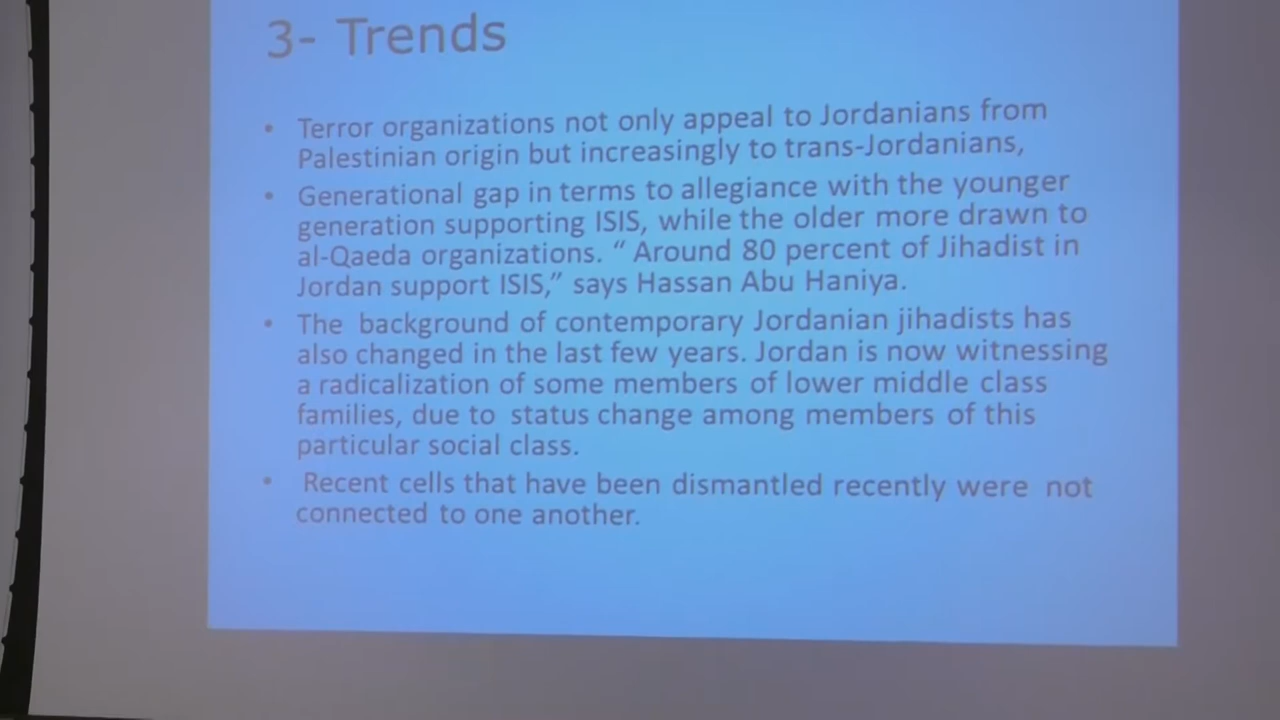 3- Trends
• Terror organizations not only appeal to Jordanians from
Palestinian origin but increasingly to trans-Jordanians,
• Generational gap in terms to allegiance with the younger
generation supporting ISIS, while the older more drawn to
al-Qaeda organizations. “ Around 80 percent of Jihadist in
Jordan support ISIS,” says Hassan Abu Haniya.
• The background of contemporary Jordanian jihadists has
also changed in the last few years. Jordan is now witnessing
a radicalization of some members of lower middle class
families, due to status change among members of this
particular social class.
• Recent cells that have been dismantled recently were not
connected to one another.